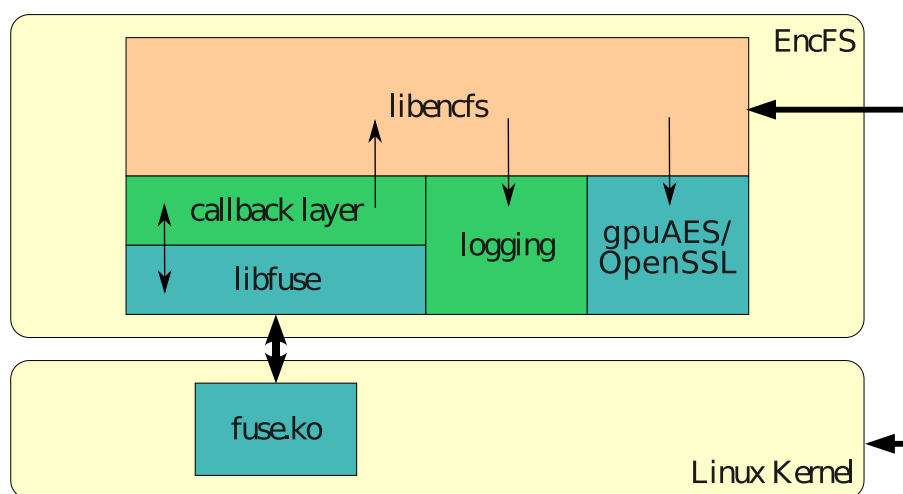 EncFS
libencfs
callback layer
logging
gpuAES/
OpenSSL
libfuse
fuse.ko
Linux Kernel